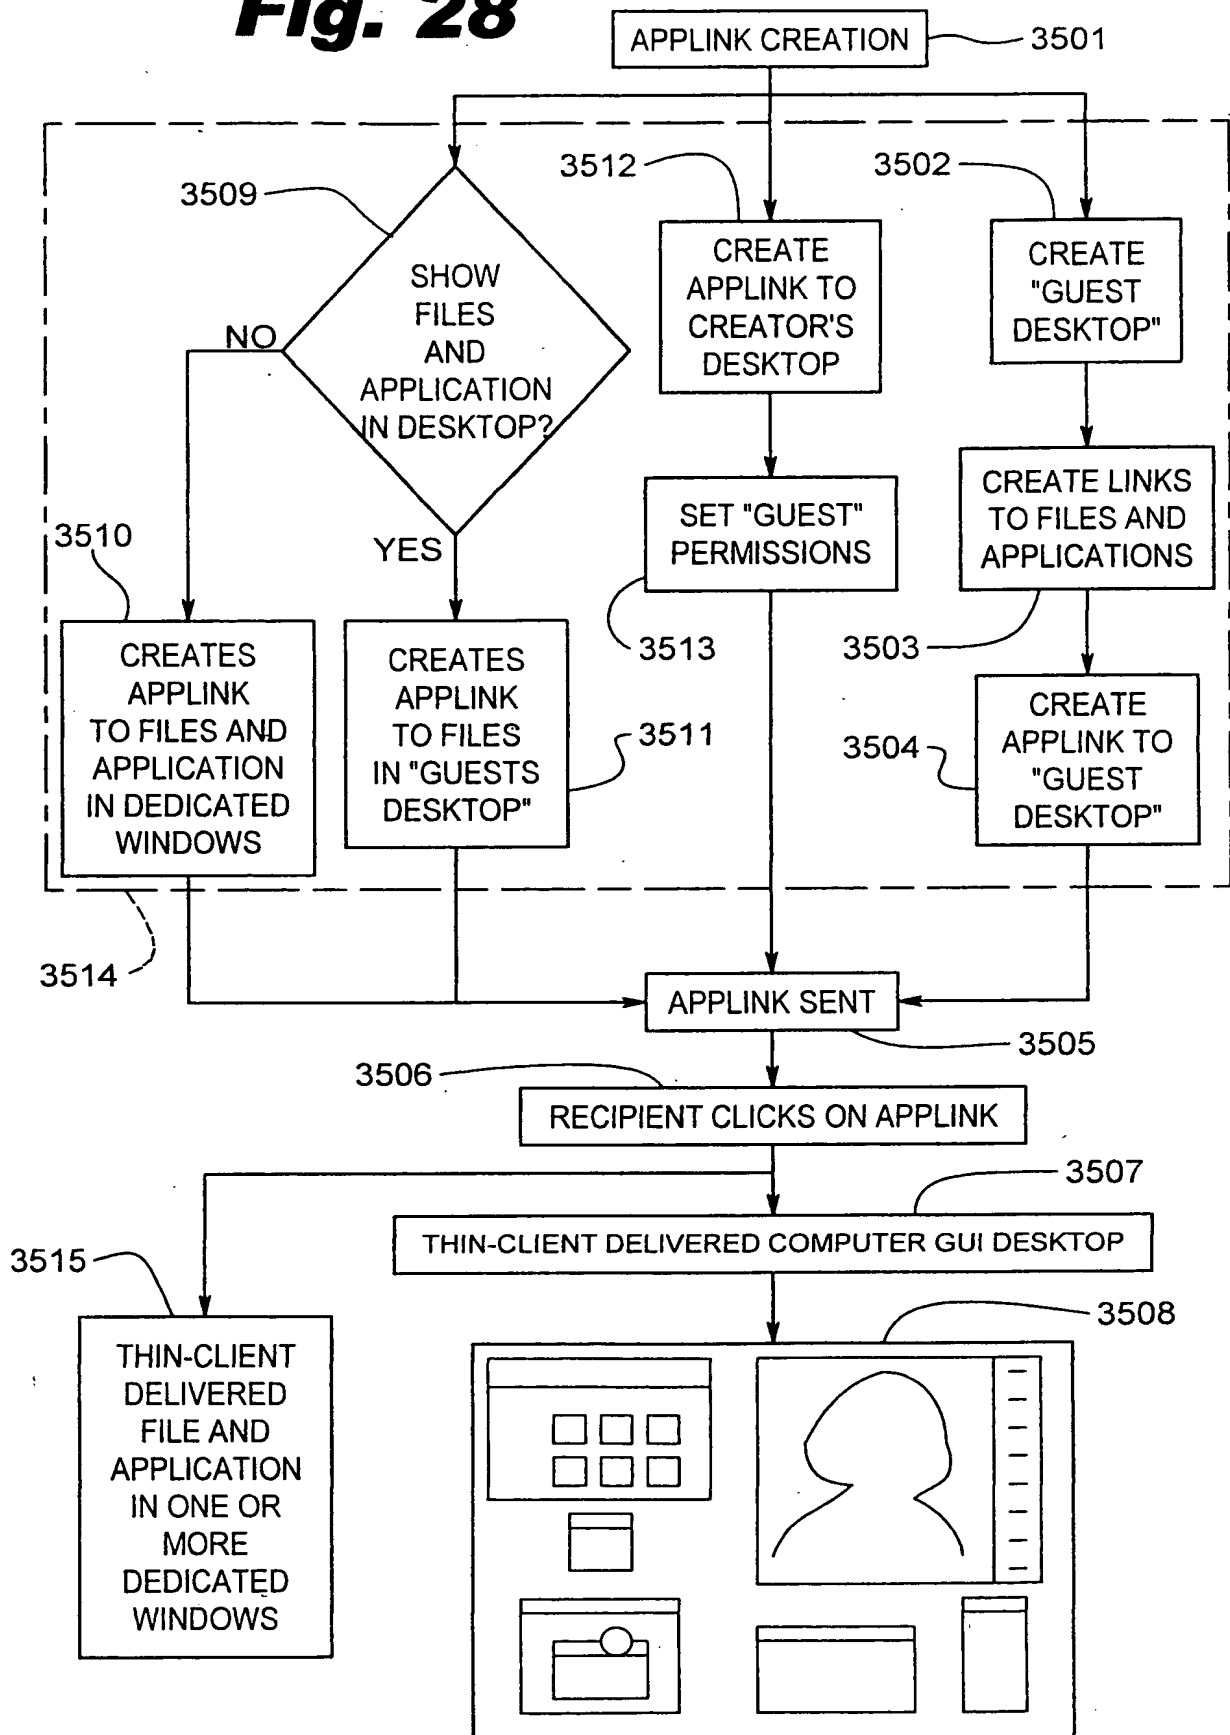 Fig. 28
APPLINK CREATION
3501
3509
3512
3502
SHOW
FILES
AND
APPLICATION
IN DESKTOP?
NO
YES
CREATE
APPLINK TO
CREATOR'S
DESKTOP
CREATE
"GUEST
DESKTOP"
SET "GUEST"
PERMISSIONS
CREATE LINKS
TO FILES AND
APPLICATIONS
3510
3513
3503
CREATES
APPLINK
TO FILES AND
APPLICATION
IN DEDICATED
WINDOWS
CREATES
APPLINK
TO FILES
IN "GUESTS
DESKTOP"
3511
3504
CREATE
APPLINK TO
"GUEST
DESKTOP"
3514
APPLINK SENT
3505
3506
RECIPIENT CLICKS ON APPLINK
3507
THIN-CLIENT DELIVERED COMPUTER GUI DESKTOP
3515
3508
THIN-CLIENT
DELIVERED
FILE AND
APPLICATION
IN ONE OR
MORE
DEDICATED
WINDOWS